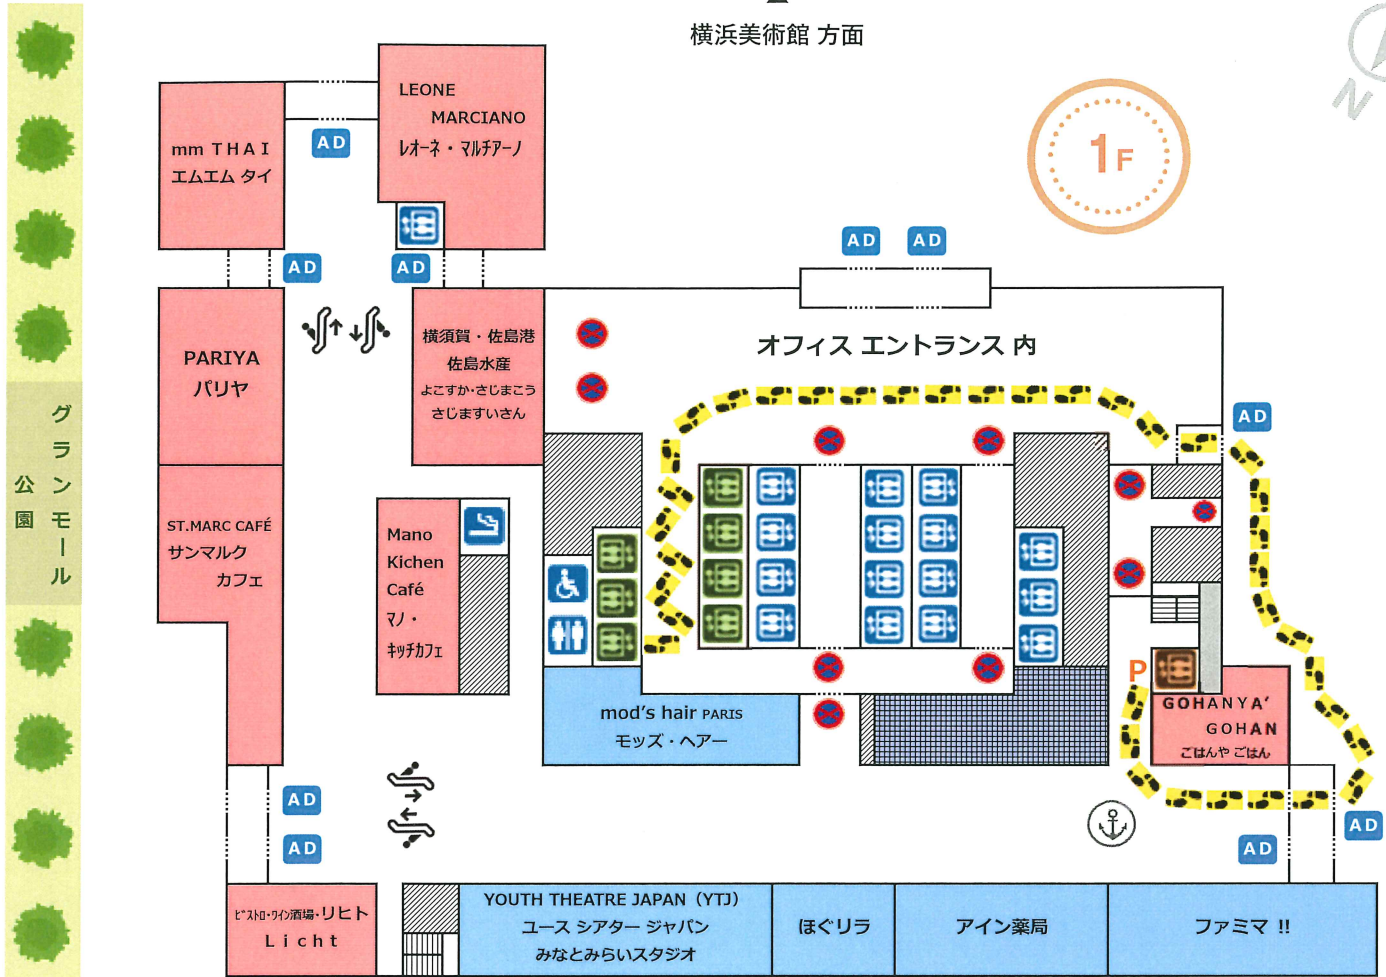 横浜美術館 方面
N
1F
LEONE
MARCIANO
レオーネ・マルチアーノ
mm THAI
エムエム タイ
AD
AD
AD
AD
AD
オフィス エントランス 内
PARIYA
パリヤ
横須賀・佐島港
佐島水産
よこすか・さじまこう
さじますいさん
AD
グランモール
公園
ST.MARC CAFÉ
サンマルク
カフェ
Mano
Kichen
Café
マノ・
キッチカフェ
P
GOHANYA'
GOHAN
ごはんや ごはん
mod's hair PARIS
モッズ・ヘアー
AD
AD
AD
AD
ビストロ・ワイン酒場・リヒト
Licht
YOUTH THEATRE JAPAN（YTJ）
ユース シアター ジャパン
みなとみらいスタジオ
ほぐリラ
アイン薬局
ファミマ !!